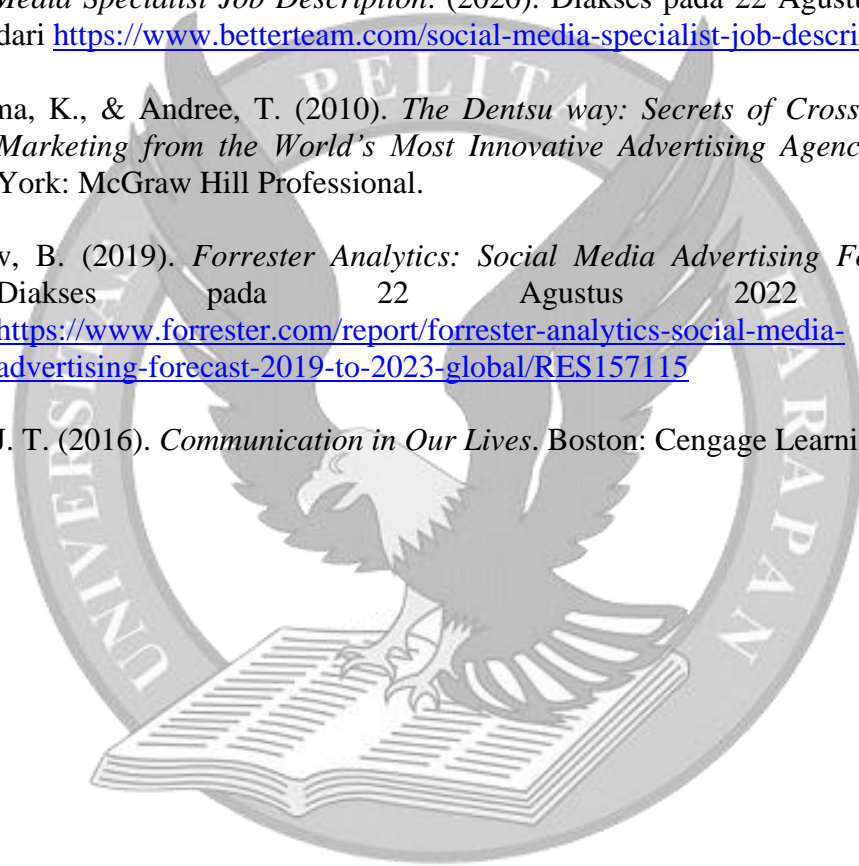 Media Specialist Job Description. (2020). Diakses pada 22 Agustu
dari https://www.betterteam.com/social-media-specialist-job-descri
ma, K., & Andree, T. (2010). The Dentsu way: Secrets of Cross
Marketing from the World's Most Innovative Advertising Agenc
York: McGraw Hill Professional.
w, B. (2019). Forrester Analytics: Social Media Advertising Fo
Diakses pada 22 Agustus 2022
https://www.forrester.com/report/forrester-analytics-social-media-
advertising-forecast-2019-to-2023-global/RES157115
J. T. (2016). Communication in Our Lives. Boston: Cengage Learni
UNIVERSITAS PELITA HARAPAN